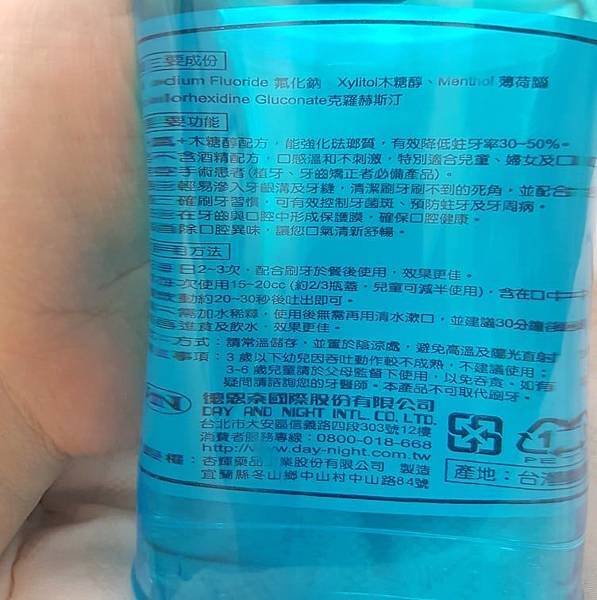 要成份
Fluoride 氟化鈉 Xylitol木糖醇、Menthol 薄荷腦
Gluconate克羅赫斯汀
要功能
+木糖醇配方，能強化琺瑯質，有效降低蛀牙率30~50%。
含酒精配方，口感溫和不刺激，特別適合兒童、婦女及口
手術患者(植牙、牙齒矯正者必備產品)。
輕易滲入牙齦溝及牙縫，清潔刷牙刷不到的死角，並配合
確刷牙習慣，可有效控制牙菌斑、預防蛀牙及牙周病。
在牙齒與口腔中形成保護膜，確保口腔健康。
除口腔異味，讓您口氣清新舒暢。
方法
日2~3次，配合刷牙於餐後使用，效果更佳。
次使用15~20cc (約2/3瓶蓋，兒童可減半使用)，含在口
動約20~30秒後吐出即可。
需加水稀釋，使用後無需再用清水漱口，並建議30分鐘
進食及飲水，效果更佳。
方式：請常溫儲存，並置於陰涼處，避免高溫及陽光直射
事項：3 歲以下幼兒因吞吐動作較不成熟，不建議使用；
3~6 歲兒童請於父母監督下使用，以免吞食。如有
疑問請諮詢您的牙醫師。本產品不可取代刷牙。
德恩奈國際股份有限公司
DAY AND NIGHT INTL CO., LTD.
台北市大安區信義路四段303號12樓
消費者服務專線：0800-018-668
http://www.day-night.com.tw
權：杏輝藥品工業股份有限公司 製造
宜蘭縣冬山鄉中山村中山路84號
1
產地：台